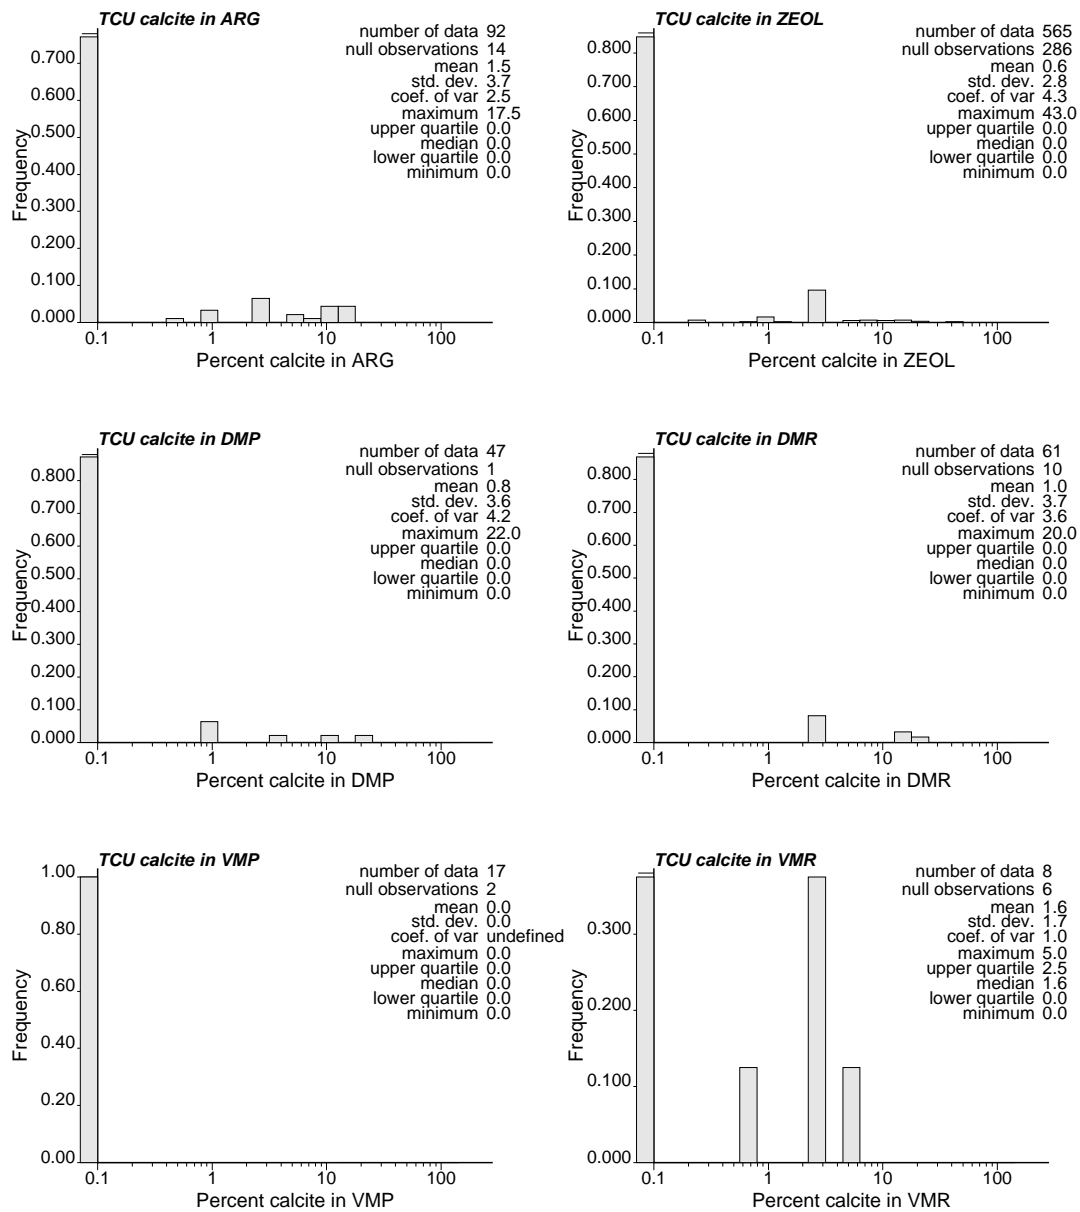 TCU calcite in ARG
number of data 92
null observations 14
mean 1.5
std. dev. 3.7
coef. of var 2.5
maximum 17.5
upper quartile 0.0
median 0.0
lower quartile 0.0
minimum 0.0
Frequency
0.700
0.600
0.500
0.400
0.300
0.200
0.100
0.000
0.1 1 10 100
Percent calcite in ARG
TCU calcite in ZEOL
number of data 565
null observations 286
mean 0.6
std. dev. 2.8
coef. of var 4.3
maximum 43.0
upper quartile 0.0
median 0.0
lower quartile 0.0
minimum 0.0
Frequency
0.800
0.700
0.600
0.500
0.400
0.300
0.200
0.100
0.000
0.1 1 10 100
Percent calcite in ZEOL
TCU calcite in DMP
number of data 47
null observations 1
mean 0.8
std. dev. 3.6
coef. of var 4.2
maximum 22.0
upper quartile 0.0
median 0.0
lower quartile 0.0
minimum 0.0
Frequency
0.800
0.700
0.600
0.500
0.400
0.300
0.200
0.100
0.000
0.1 1 10 100
Percent calcite in DMP
TCU calcite in DMR
number of data 61
null observations 10
mean 1.0
std. dev. 3.7
coef. of var 3.6
maximum 20.0
upper quartile 0.0
median 0.0
lower quartile 0.0
minimum 0.0
Frequency
0.800
0.700
0.600
0.500
0.400
0.300
0.200
0.100
0.000
0.1 1 10 100
Percent calcite in DMR
TCU calcite in VMP
number of data 17
null observations 2
mean 0.0
std. dev. 0.0
coef. of var undefined
maximum 0.0
upper quartile 0.0
median 0.0
lower quartile 0.0
minimum 0.0
Frequency
1.00
0.80
0.60
0.40
0.20
0.00
0.1 1 10 100
Percent calcite in VMP
TCU calcite in VMR
number of data 8
null observations 6
mean 1.6
std. dev. 1.7
coef. of var 1.0
maximum 5.0
upper quartile 2.5
median 1.6
lower quartile 0.0
minimum 0.0
Frequency
0.300
0.200
0.100
0.000
0.1 1 10 100
Percent calcite in VMR